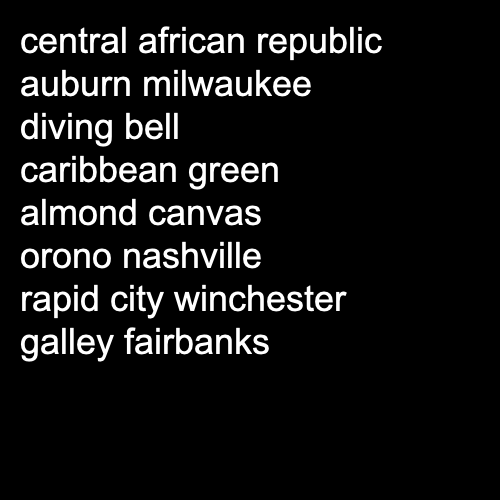 central african republic
auburn milwaukee
diving bell
caribbean green
almond canvas
orono nashville
rapid city winchester
galley fairbanks